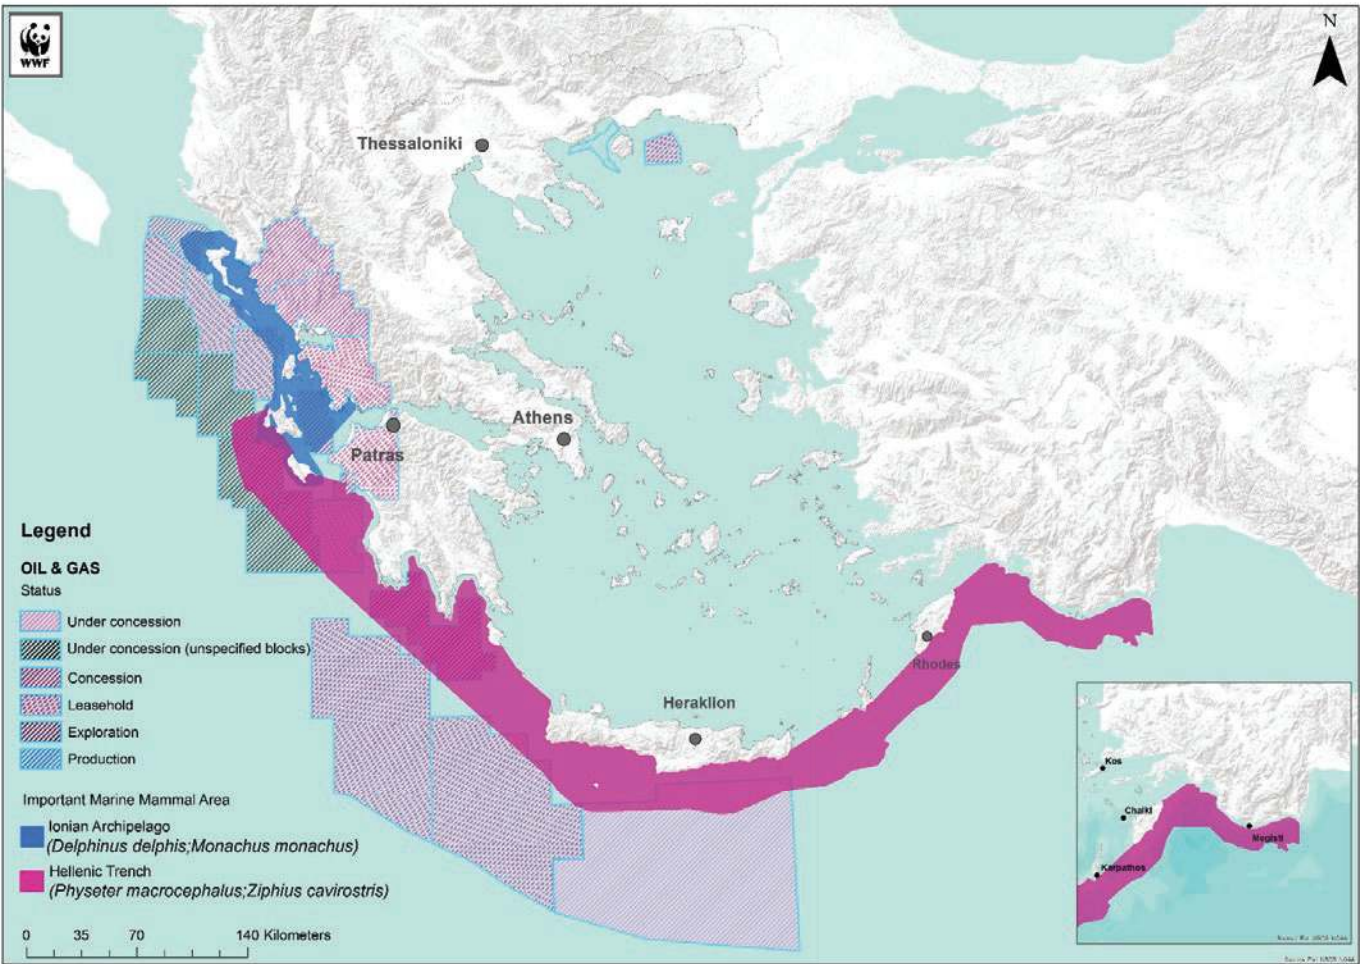 WWF
N
Thessaloniki
Athens
Patras
Rhodes
Heraklion
Legend
OIL & GAS
Status
Under concession
Under concession (unspecified blocks)
Concession
Leasehold
Exploration
Production
Important Marine Mammal Area
Ionian Archipelago
(Delphinus delphis;Monachus monachus)
Hellenic Trench
(Physeter macrocephalus;Ziphius cavirostris)
0 35 70 140 Kilometers
Kos
Chalki
Megisti
Karpathos